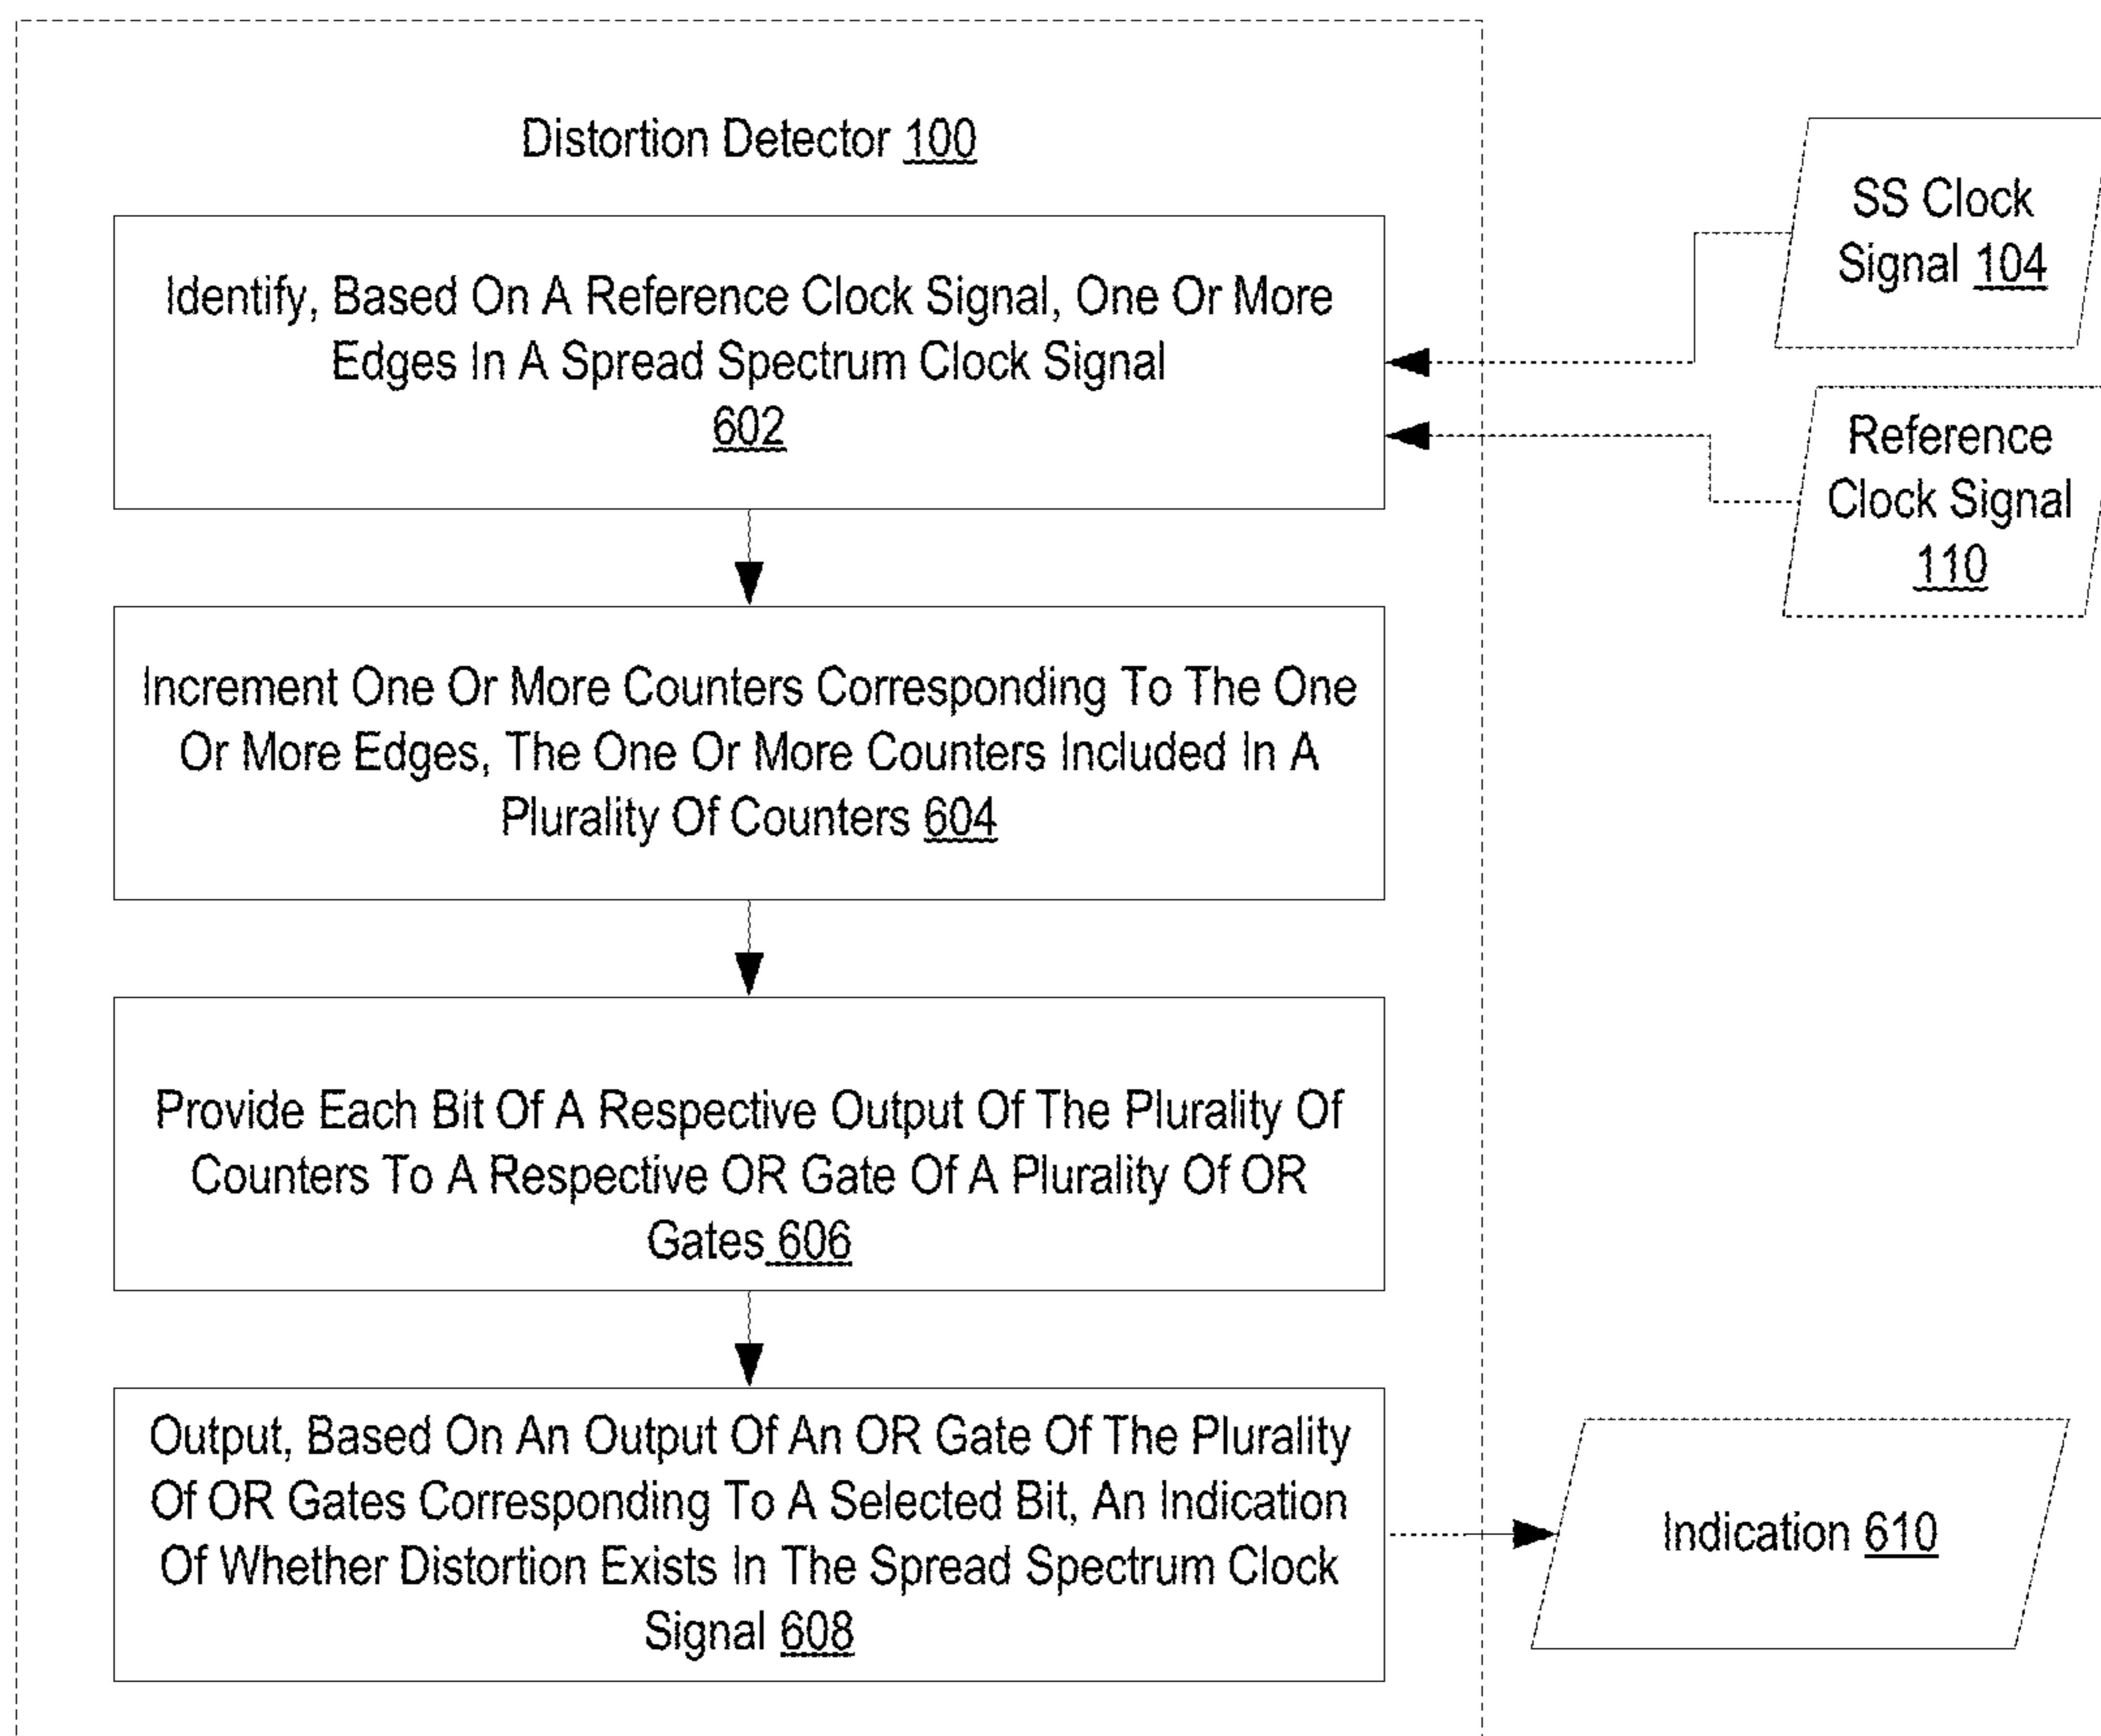 Distortion Detector 100
Identify, Based On A Reference Clock Signal, One Or More
Edges In A Spread Spectrum Clock Signal
602
SS Clock
Signal 104
Reference
Clock Signal
110
Increment One Or More Counters Corresponding To The One
Or More Edges, The One Or More Counters Included In A
Plurality Of Counters 604
Provide Each Bit Of A Respective Output Of The Plurality Of
Counters To A Respective OR Gate Of A Plurality Of OR
Gates 606
Output, Based On An Output Of An OR Gate Of The Plurality
Of OR Gates Corresponding To A Selected Bit, An Indication
Of Whether Distortion Exists In The Spread Spectrum Clock
Signal 608
Indication 610